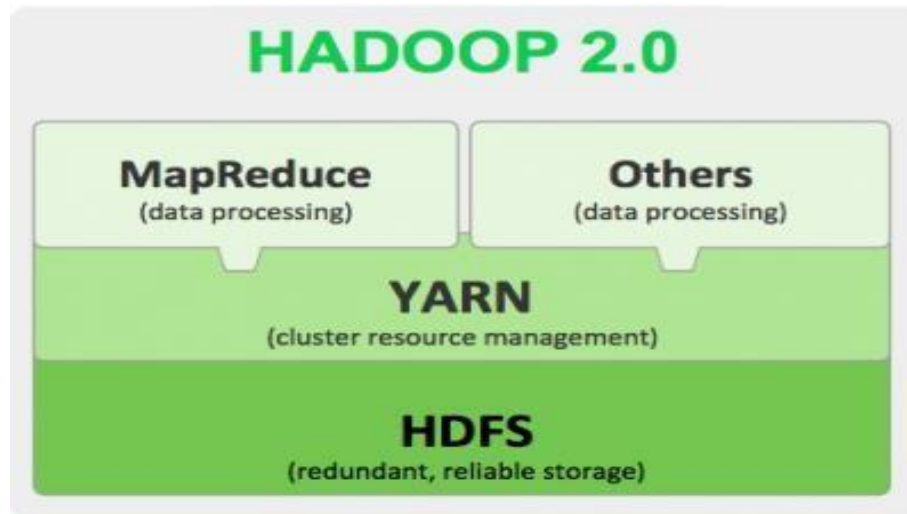 HADOOP 2.0
MapReduce
(data processing)
Others
(data processing)
YARN
(cluster resource management)
HDFS
(redundant, reliable storage)